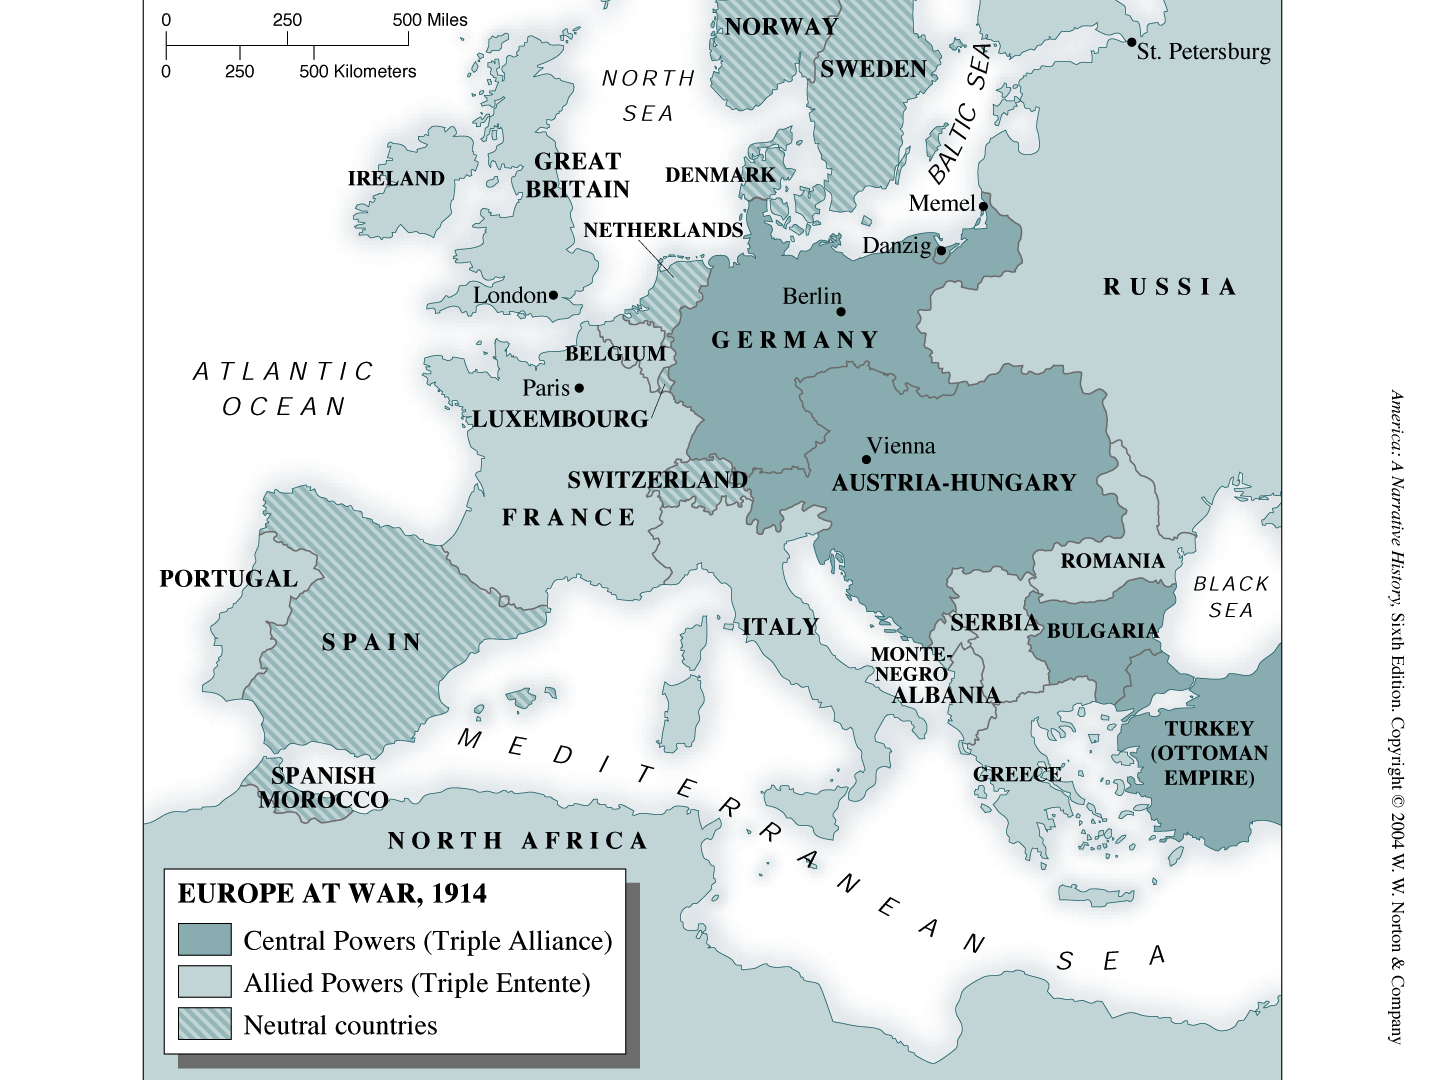 0 250 500 Miles
0 250 500 Kilometers
NORWAY
SWEDEN
St. Petersburg
NORTH
SEA
BALTIC SEA
IRELAND
GREAT
BRITAIN
DENMARK
Memel
NETHERLANDS
Danzig
London
Berlin
RUSSIA
GERMANY
BELGIUM
ATLANTIC
OCEAN
Paris
LUXEMBOURG
Vienna
SWITZERLAND
AUSTRIA-HUNGARY
FRANCE
ROMANIA
PORTUGAL
BLACK
SEA
SPAIN
ITALY
SERBIA
BULGARIA
MONTE-
NEGRO
ALBANIA
TURKEY
(OTTOMAN
EMPIRE)
GREECE
SPANISH
MOROCCO
MEDITERRANEAN SEA
NORTH AFRICA
EUROPE AT WAR, 1914
Central Powers (Triple Alliance)
Allied Powers (Triple Entente)
Neutral countries
America: A Narrative History, Sixth Edition. Copyright © 2004 W. W. Norton & Company